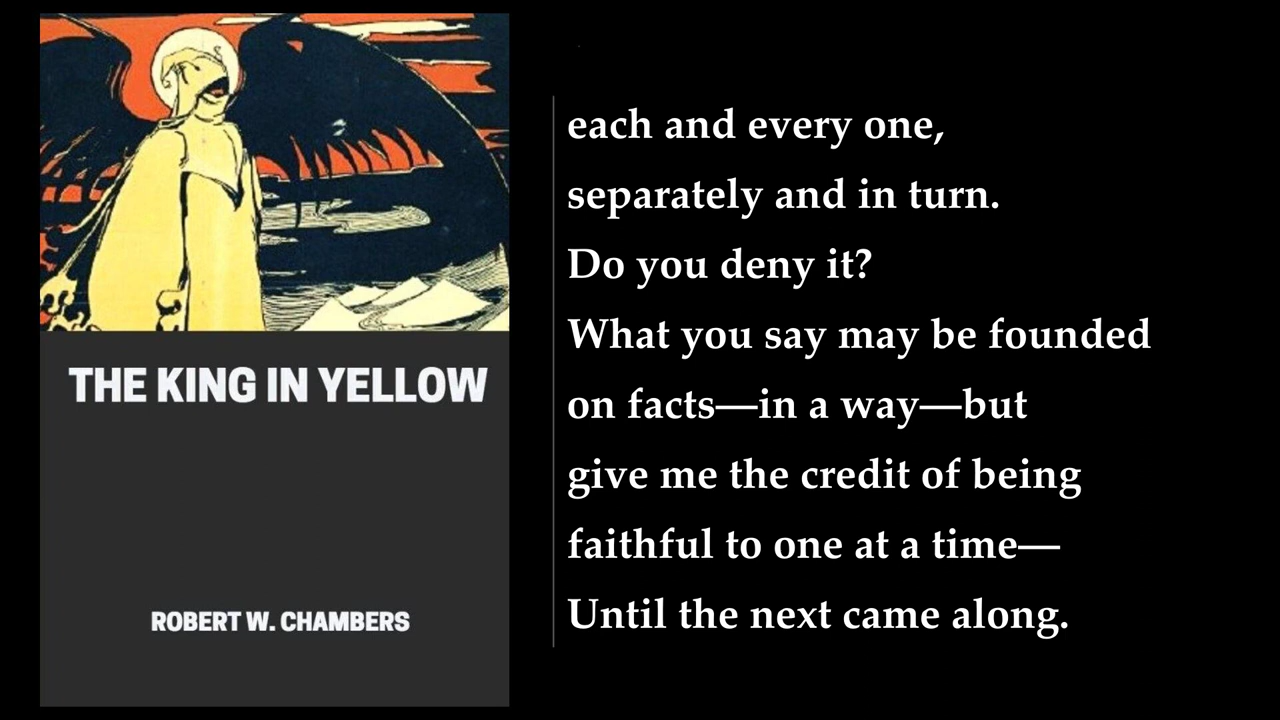 THE KING IN YELLOW
ROBERT W. CHAMBERS
each and every one,
separately and in turn.
Do you deny it?
What you say may be founded
on facts—in a way—but
give me the credit of being
faithful to one at a time—
Until the next came along.